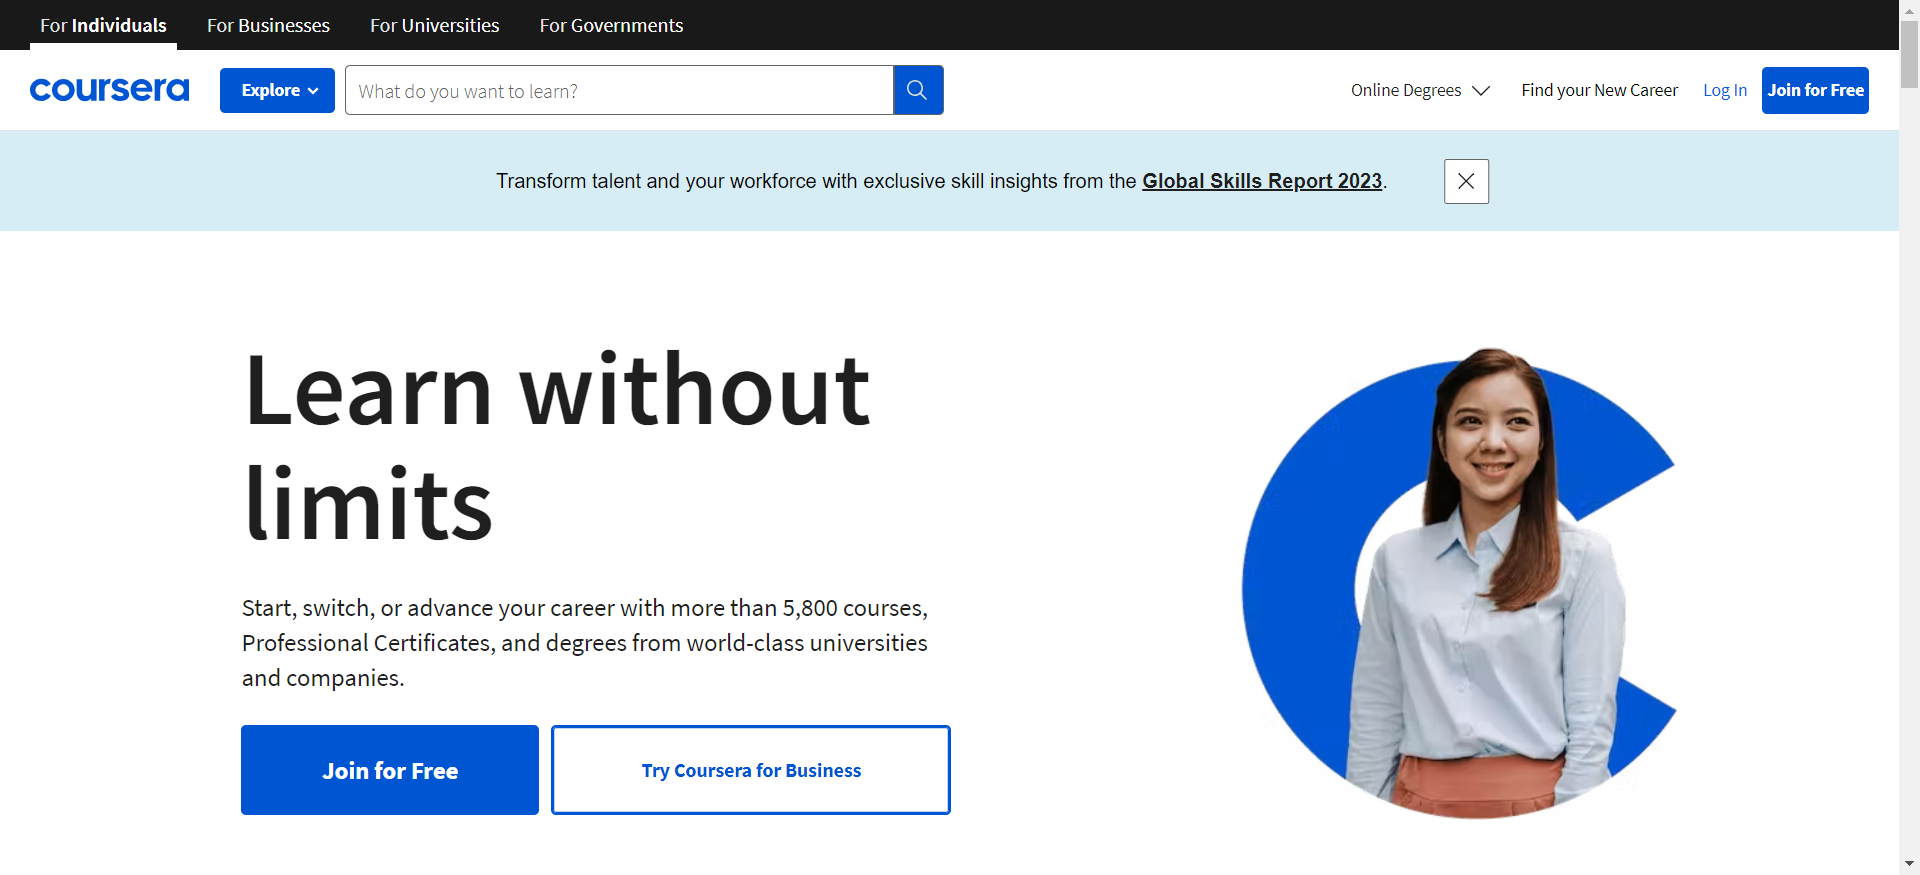 For Individuals For Businesses For Universities For Governments
coursera Explore What do you want to learn? Online Degrees Find your New Career Log In Join for Free
Transform talent and your workforce with exclusive skill insights from the Global Skills Report 2023.
Learn without
limits
Start, switch, or advance your career with more than 5,800 courses,
Professional Certificates, and degrees from world-class universities
and companies.
Join for Free Try Coursera for Business